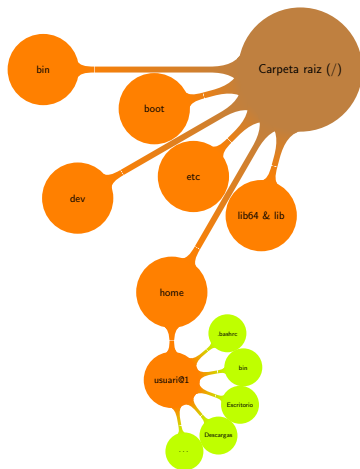 Carpeta raiz (/)
bin
boot
etc
dev
lib64 & lib
home
.bashrc
bin
usuari@1
Escritorio
Descargas
...